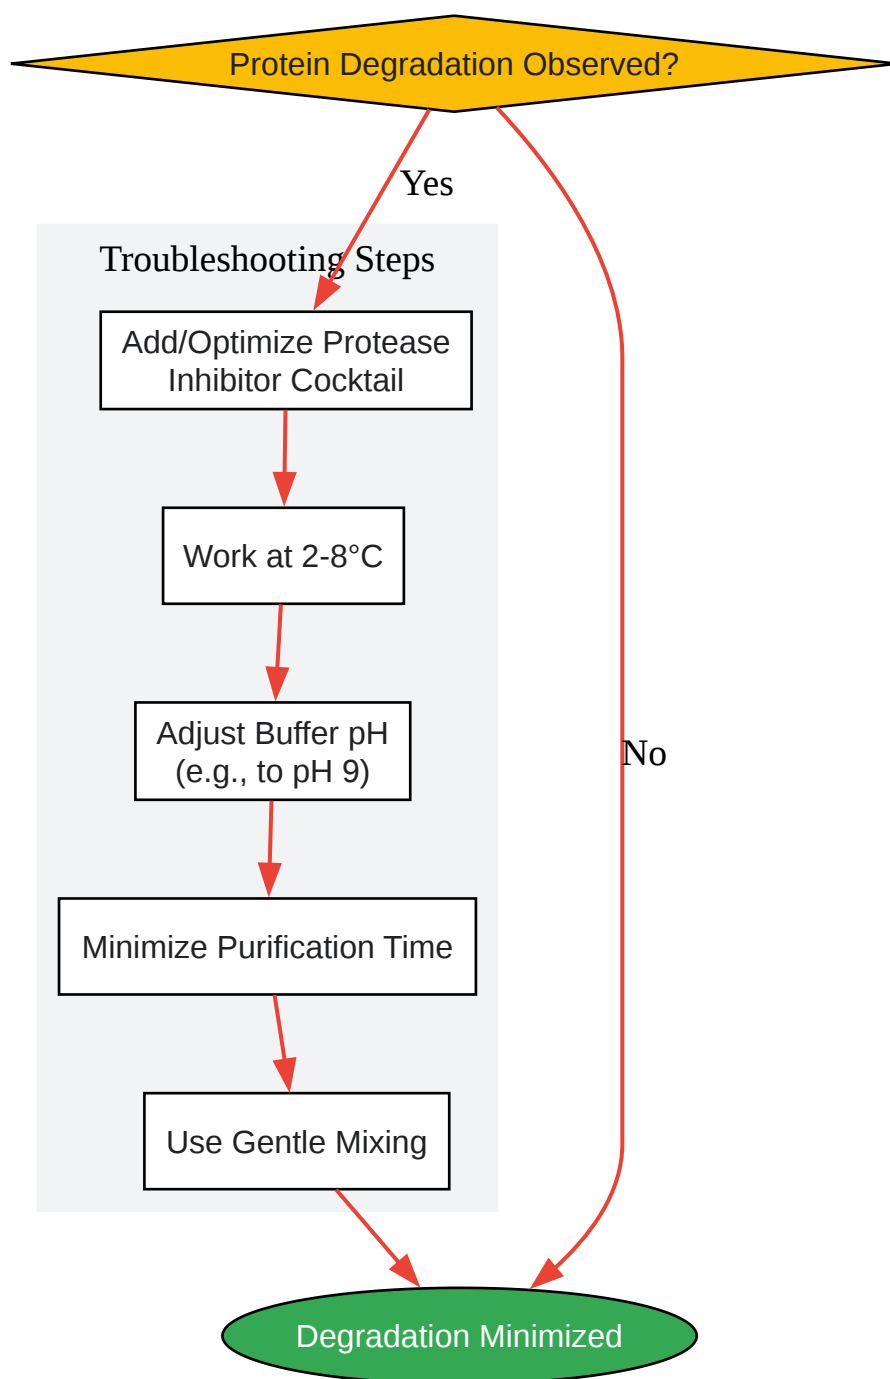 Protein Degradation Observed?
Yes
Troubleshooting Steps
Add/Optimize Protease
Inhibitor Cocktail
Work at 2-8°C
Adjust Buffer pH
(e.g., to pH 9)
No
Minimize Purification Time
Use Gentle Mixing
Degradation Minimized